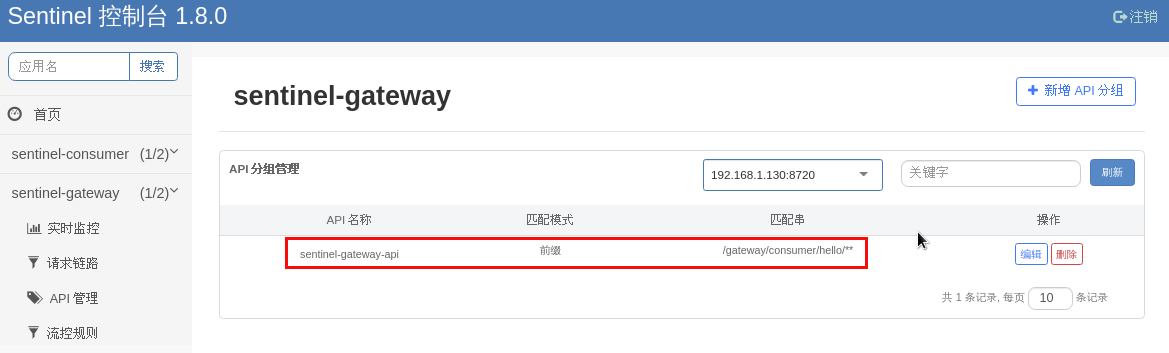 Sentinel 控制台 1.8.0
注销
应用名
搜索
sentinel-gateway
新增 API 分组
首页
sentinel-consumer (1/2)
API 分组管理
192.168.1.130:8720
关键字
刷新
sentinel-gateway (1/2)
API 名称
匹配模式
匹配串
操作
实时监控
sentinel-gateway-api
前缀
/gateway/consumer/hello/**
编辑
删除
请求链路
API 管理
共 1 条记录, 每页 10 条记录
流控规则